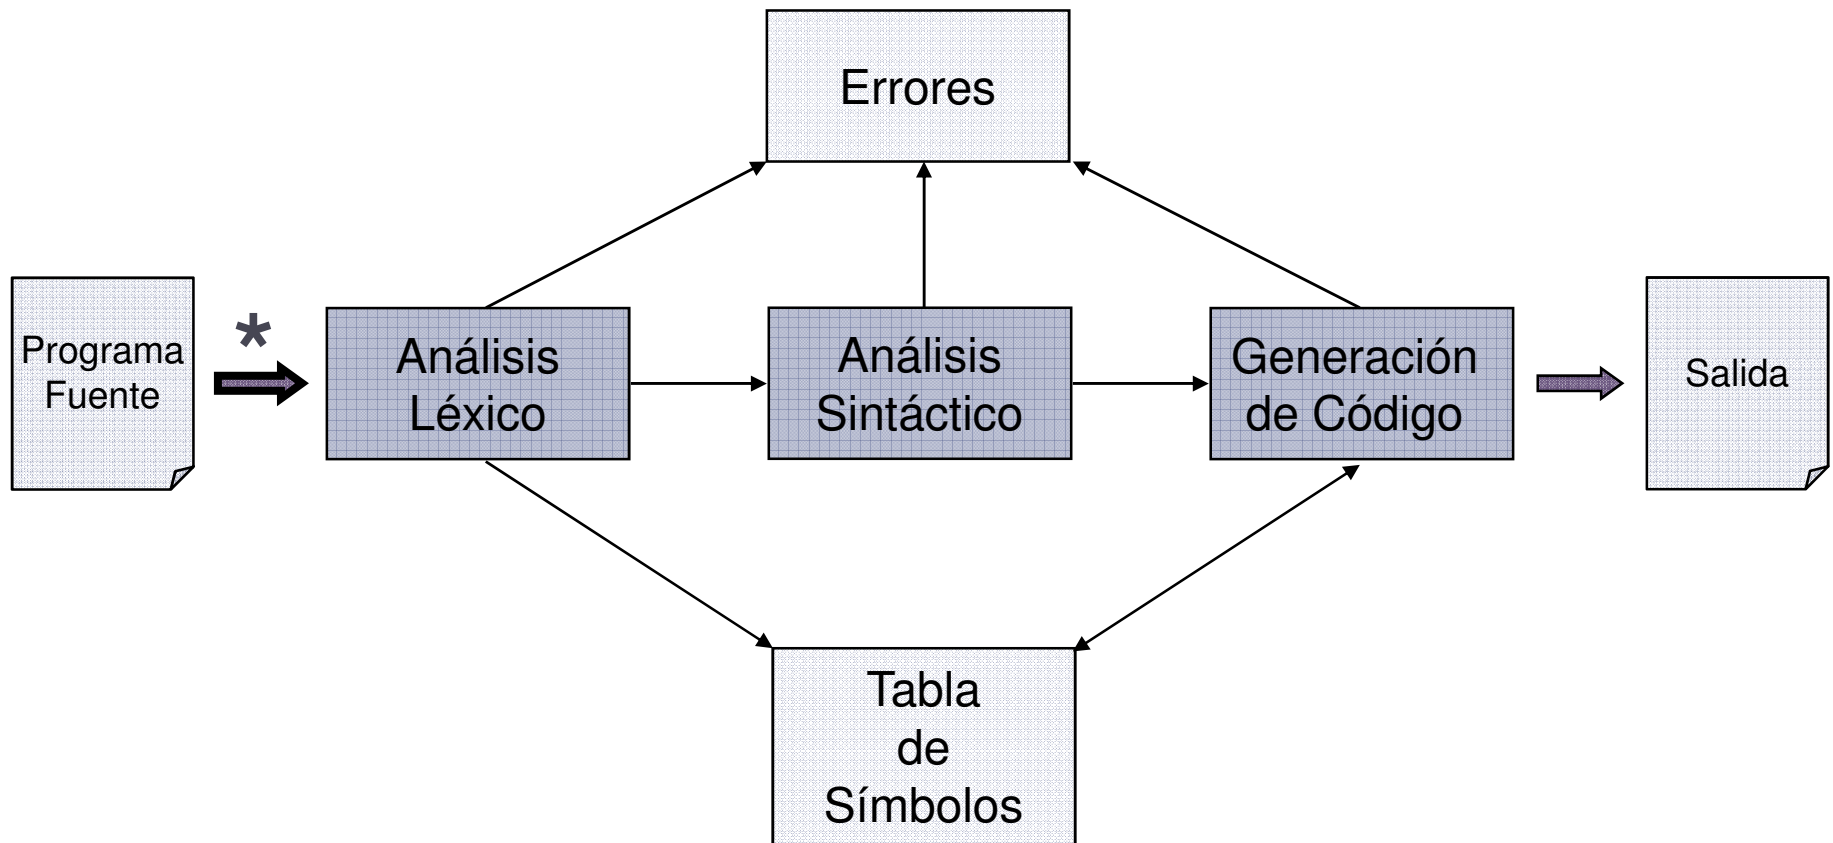 Errores
Programa
Fuente
*
Análisis
Léxico
Análisis
Sintáctico
Generación
de Código
Salida
Tabla
de
Símbolos